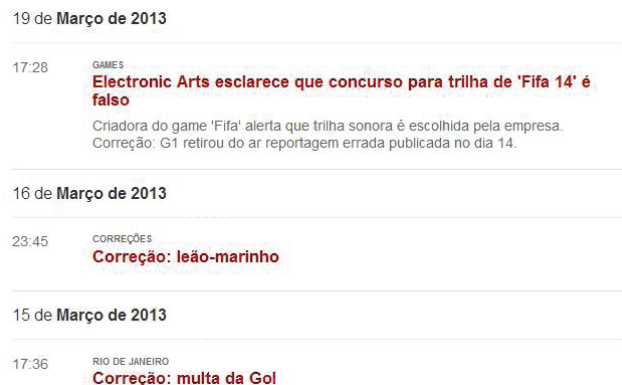 19 de Março de 2013
17:28
GAMES
Electronic Arts esclarece que concurso para trilha de 'Fifa 14' é
falso
Criadora do game 'Fifa' alerta que trilha sonora é escolhida pela empresa.
Correção: G1 retirou do ar reportagem errada publicada no dia 14.
16 de Março de 2013
23:45
CORREÇÕES
Correção: leão-marinho
15 de Março de 2013
17:36
RIO DE JANEIRO
Correção: multa da Gol